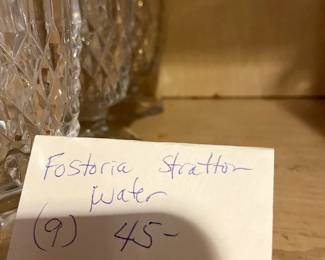 Fostoria Stratton
water
(9) 45-